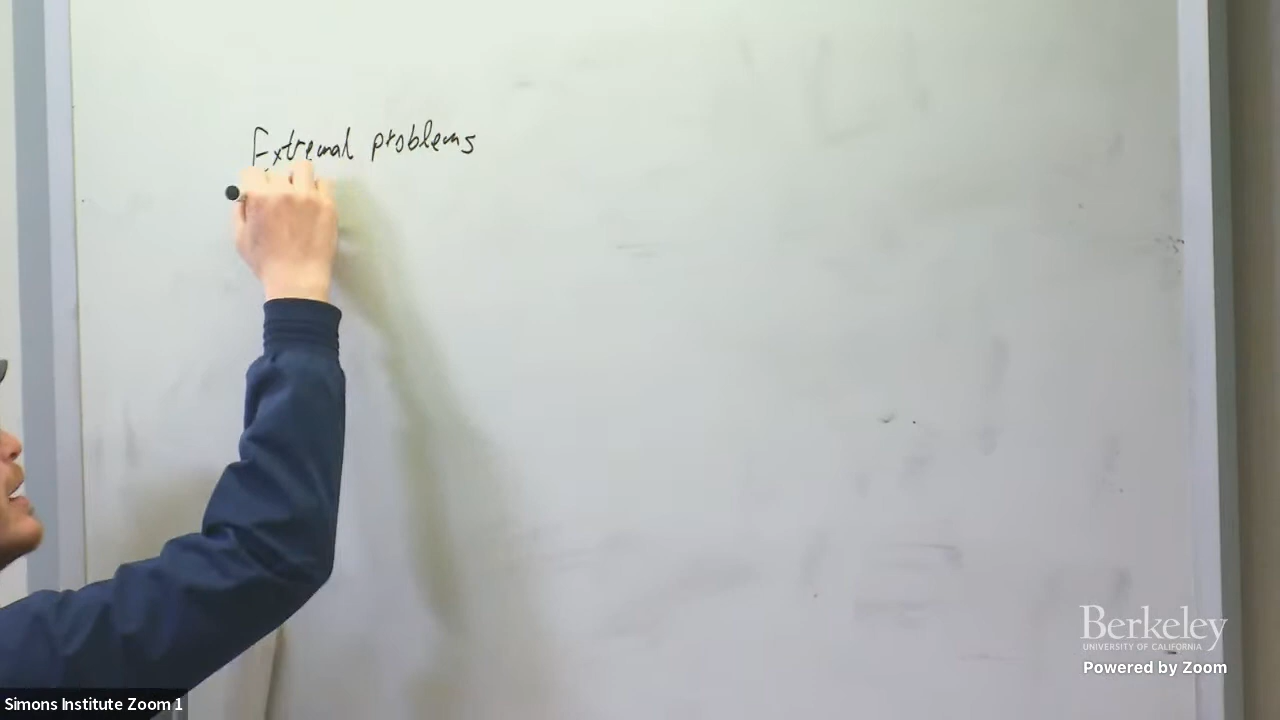 Extremal problems
Berkeley
UNIVERSITY OF CALIFORNIA
Powered by Zoom
Simons Institute Zoom 1